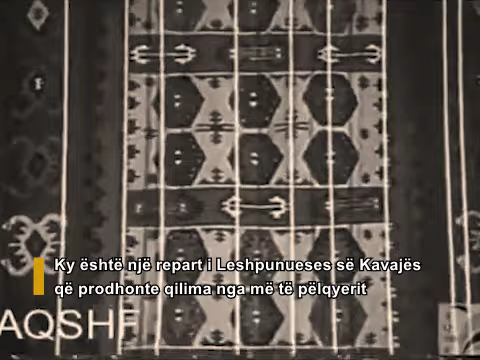 Ky është një repart i Leshpunueses së Kavajës
që prodhonte qilima nga më të pëlqyerit
AQSHF